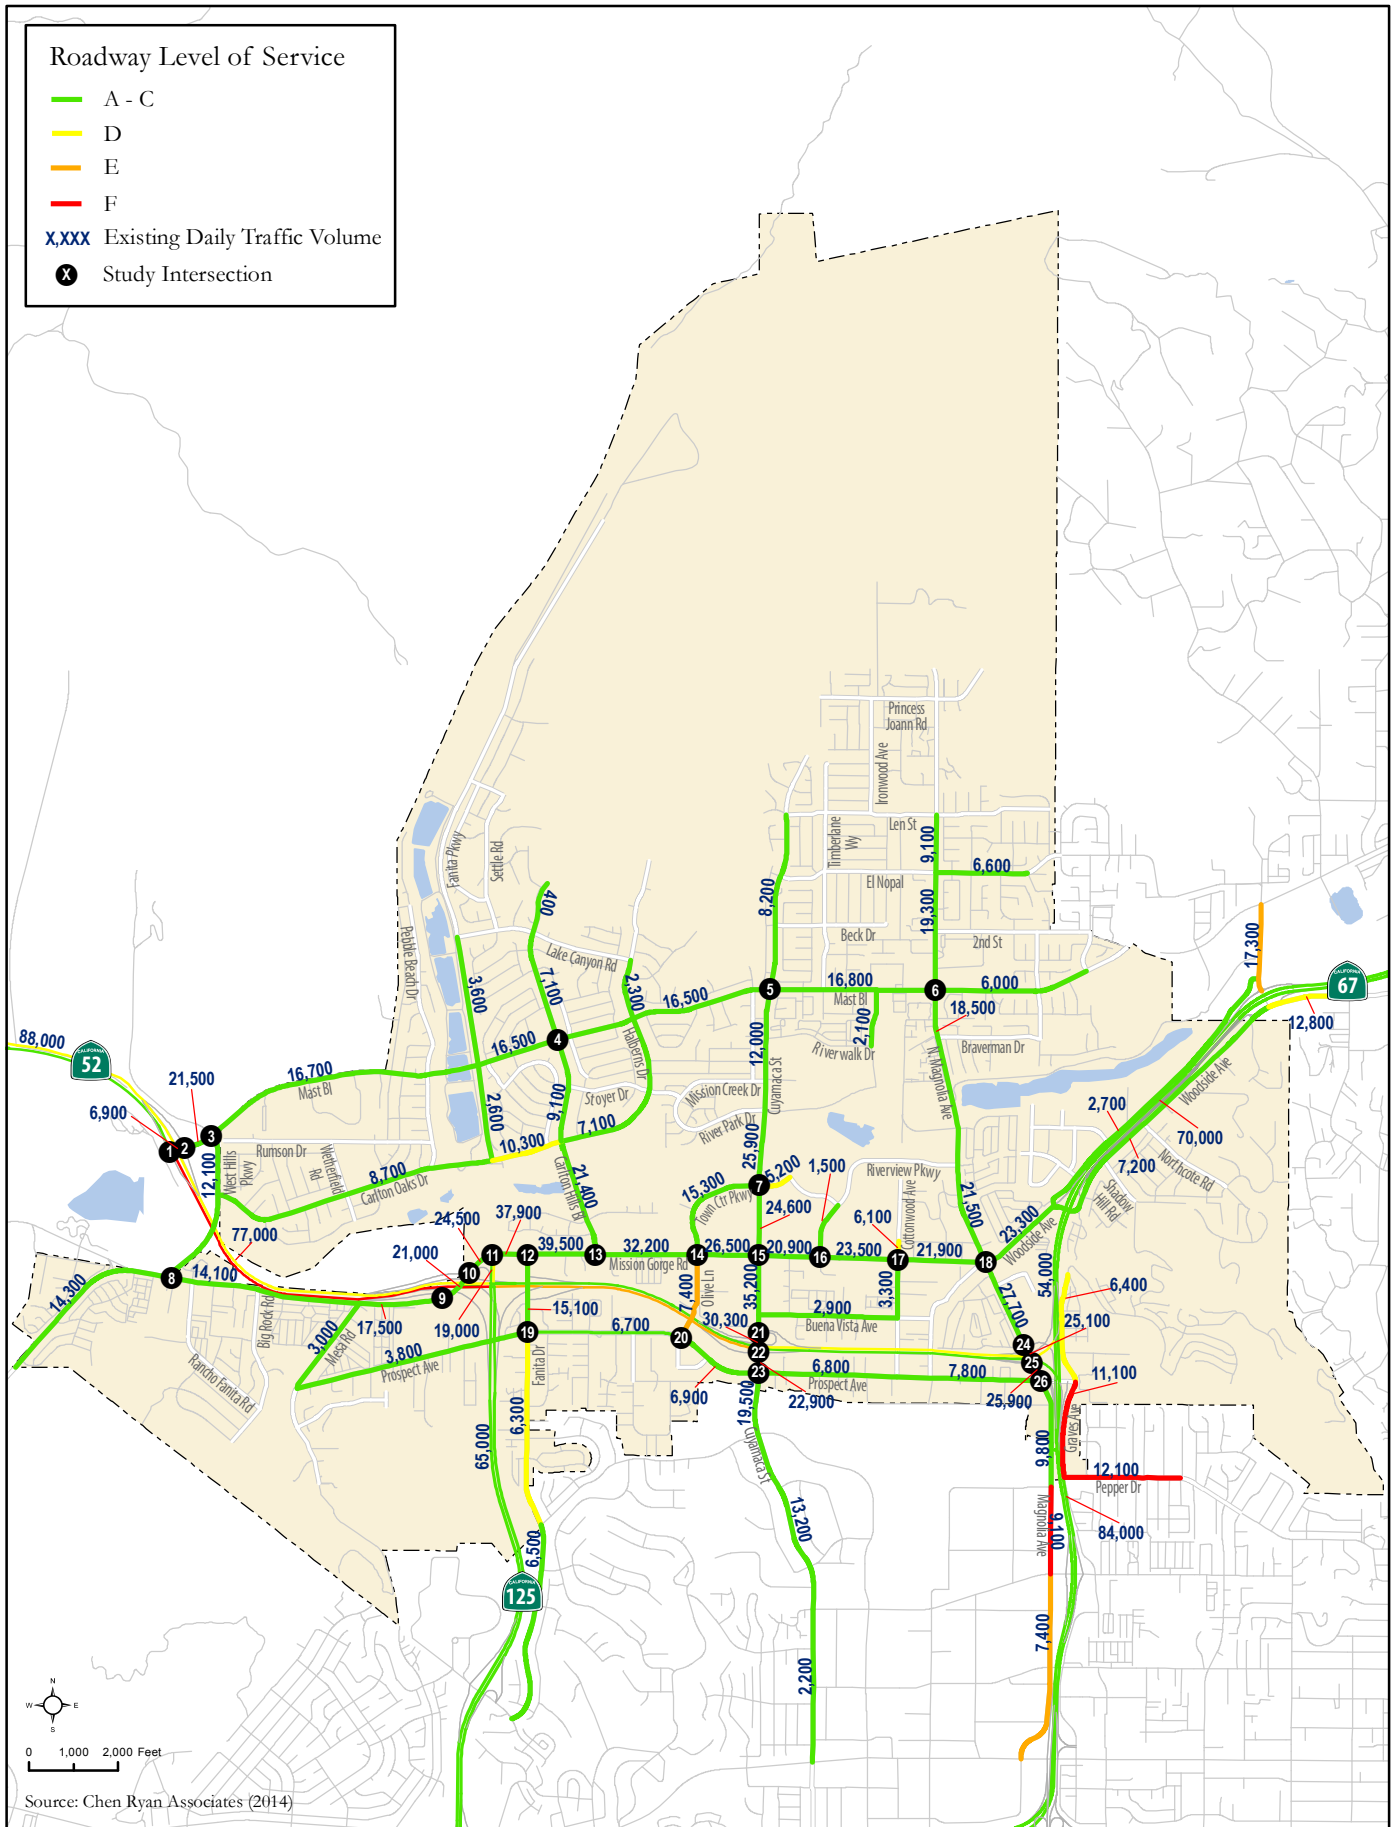 Roadway Level of Service
A - C
D
E
F
X,XXX Existing Daily Traffic Volume
X Study Intersection
Princess
Joann Rd
Ironwood Ave
Len St
Timberlane
Wy
9,100
6,600
El Nopal
Fanita Pkwy
Settle Rd
400
8,200
19,300
Beck Dr
2nd St
17,300
Pebble Beach Dr
Lake Canyon Rd
3,600
7,100
2,300
16,500
5
16,800
Mast Bl
6
6,000
CALIFORNIA
67
12,800
18,500
2,100
88,000
CALIFORNIA
52
16,500
4
12,000
Riverwalk Dr
Braverman Dr
Halberns Dr
21,500
16,700
Mast Bl
Mission Creek Dr
Cuyamaca St
N. Magnolia Ave
Woodside Ave
6,900
2,600
9,100
Stoyer Dr
2,700
70,000
1
2
3
Rumson Dr
10,300
7,100
River Park Dr
25,900
7,200
Northcote Rd
12,100
West Hills
Pkwy
Wetherfield
Rd
8,700
Carlton Oaks Dr
Carlton Hills Bl
21,400
15,300
Town Ctr Pkwy
7
5,200
1,500
Riverview Pkwy
Shadow
Hill Rd
24,500
37,900
24,600
6,100
Cottonwood Ave
21,500
23,300
Woodside Ave
77,000
21,000
11
12
39,500
13
32,200
Mission Gorge Rd
14
26,500
15
20,900
16
23,500
17
21,900
18
14,300
8
14,100
10
9
7,400
Olive Ln
35,200
3,300
27,700
54,000
6,400
Big Rock Rd
17,500
19,000
15,100
2,900
Buena Vista Ave
3,000
Mesa Rd
19
6,700
20
30,300
21
22
25,100
24
25
3,800
Prospect Ave
Fanita Dr
23
6,800
Prospect Ave
7,800
26
11,100
Rancho Fanita Rd
6,900
22,900
25,900
19,500
6,300
Graves Ave
65,000
Cuyamaca St
9,800
12,100
Pepper Dr
13,200
Magnolia Ave
9,100
84,000
6,500
CALIFORNIA
125
7,400
2,200
N
W E
S
0 1,000 2,000 Feet
Source: Chen Ryan Associates (2014)